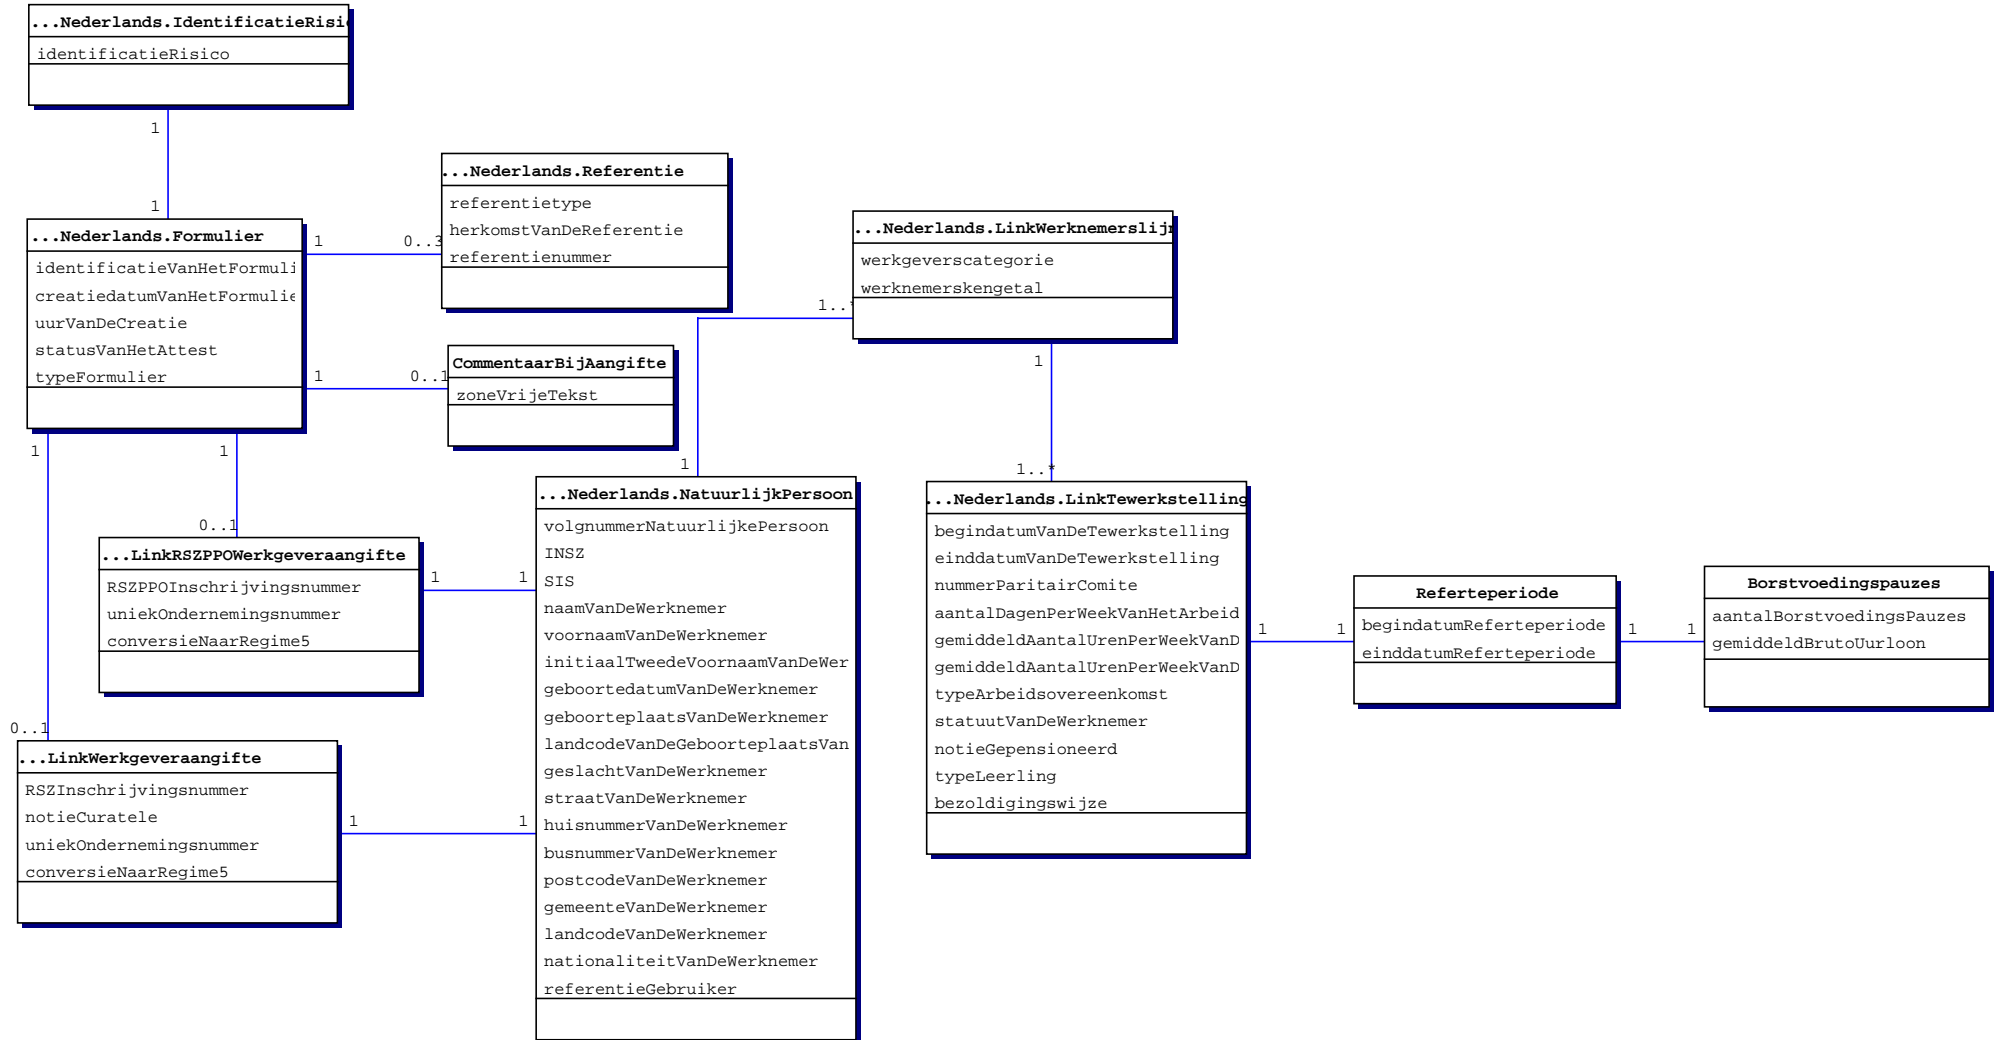 ...Nederlands.IdentificatieRisi
identificatieRisico
1
1
...Nederlands.Formulier
identificatieVanHetFormuli
creatiedatumVanHetFormulie
uurVanDeCreatie
statusVanHetAttest
typeFormulier
1
0..3
1
0..1
1
1
0..1
0..1
...Nederlands.Referentie
referentietype
herkomstVanDeReferentie
referentienummer
CommentaarBijAangifte
zoneVrijeTekst
...LinkRSZPPOWerkgeveraangifte
RSZPPOInschrijvingsnummer
uniekOndernemingsnummer
conversieNaarRegime5
1
1
...LinkWerkgeveraangifte
RSZInschrijvingsnummer
notieCuratele
uniekOndernemingsnummer
conversieNaarRegime5
1
1
...Nederlands.NatuurlijkPersoon
volgnummerNatuurlijkePersoon
INSZ
SIS
naamVanDeWerknemer
voornaamVanDeWerknemer
initiaalTweedeVoornaamVanDeWer
geboortedatumVanDeWerknemer
geboorteplaatsVanDeWerknemer
landcodeVanDeGeboorteplaatsVan
geslachtVanDeWerknemer
straatVanDeWerknemer
huisnummerVanDeWerknemer
busnummerVanDeWerknemer
postcodeVanDeWerknemer
gemeenteVanDeWerknemer
landcodeVanDeWerknemer
nationaliteitVanDeWerknemer
referentieGebruiker
1
1..*
...Nederlands.LinkWerknemerslijn
werkgeverscategorie
werknemerskengetal
1
1..*
...Nederlands.LinkTewerkstelling
begindatumVanDeTewerkstelling
einddatumVanDeTewerkstelling
nummerParitairComite
aantalDagenPerWeekVanHetArbeid
gemiddeldAantalUrenPerWeekVanD
gemiddeldAantalUrenPerWeekVanD
typeArbeidsovereenkomst
statuutVanDeWerknemer
notieGepensioneerd
typeLeerling
bezoldigingswijze
1
1
Referteperiode
begindatumReferteperiode
einddatumReferteperiode
1
1
Borstvoedingspauzes
aantalBorstvoedingsPauzes
gemiddeldBrutoUurloon